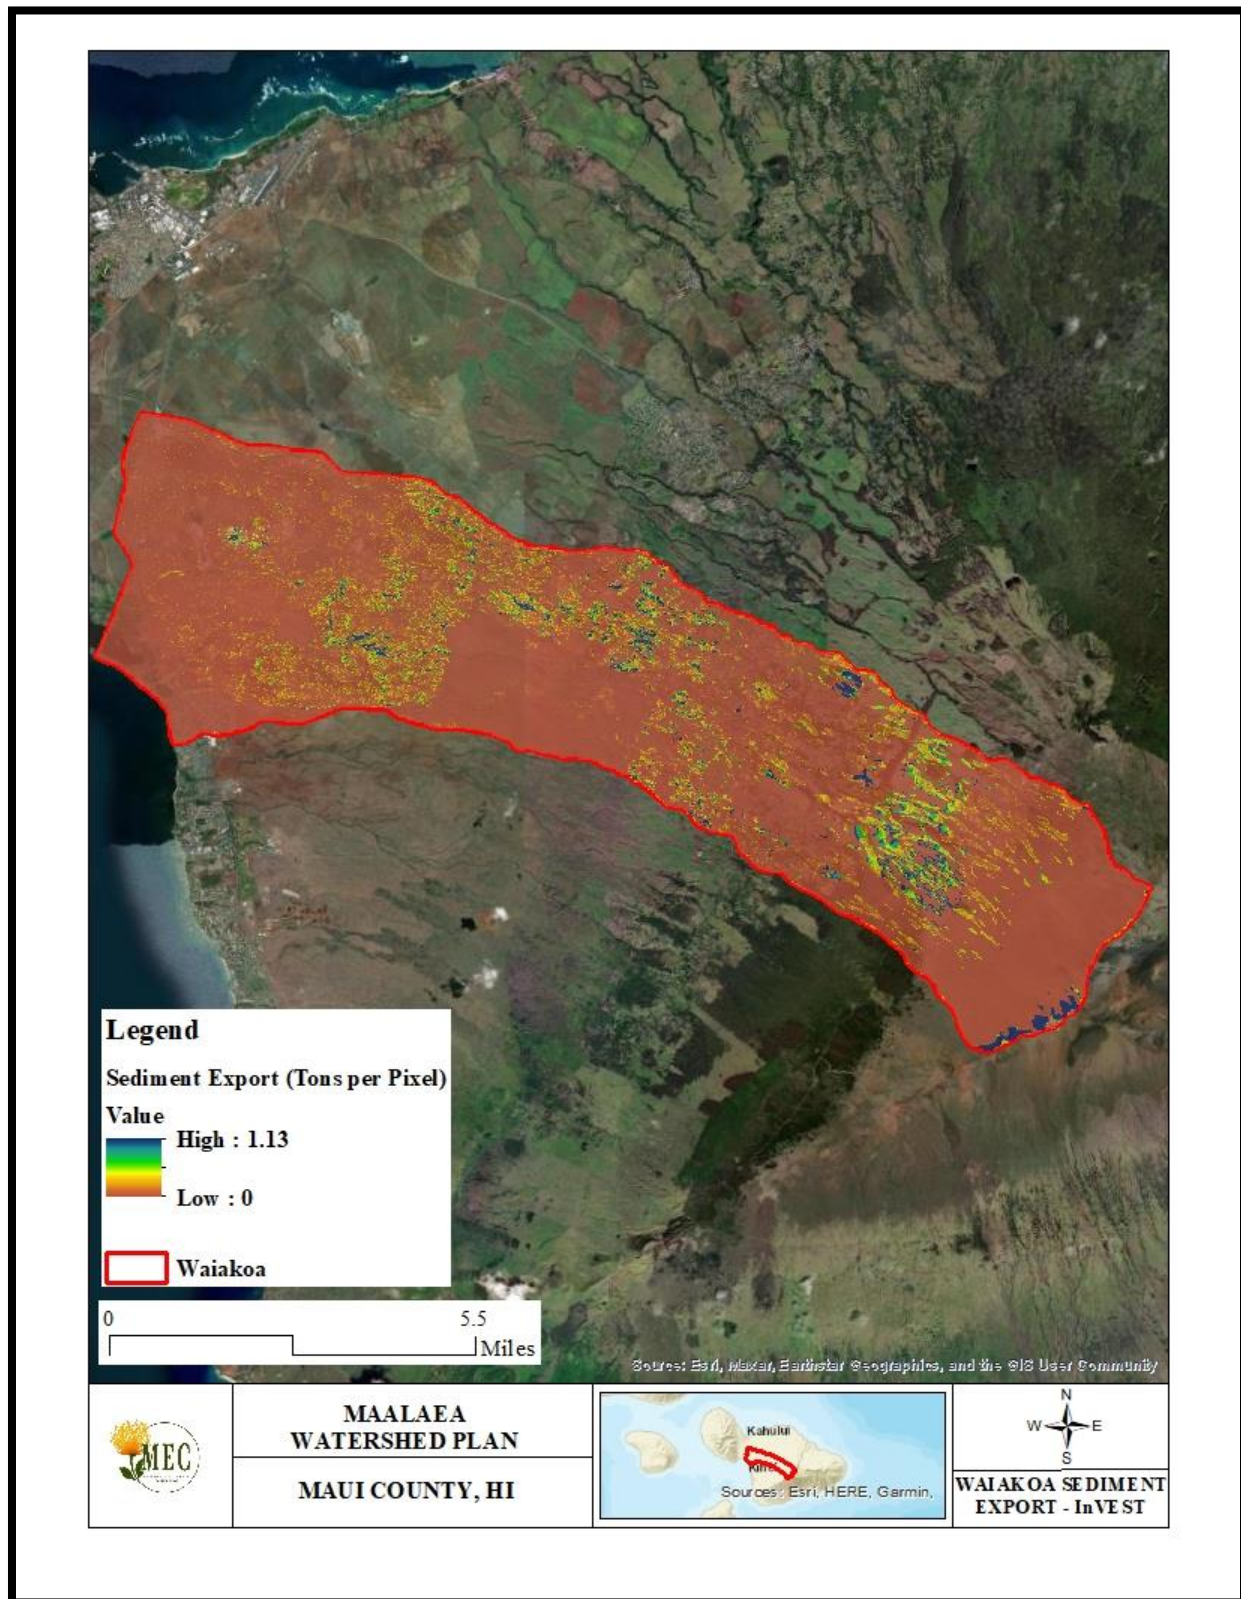 Legend
Sediment Export (Tons per Pixel)
Value
High : 1.13
Low : 0
Waiakoa
0 5.5
Miles
Source: Esri, Maxar, Earthstar Geographics, and the GIS User Community
MEC
MAALAEA
WATERSHED PLAN
MAUI COUNTY, HI
Kahului
Sources: Esri, HERE, Garmin,
N
W E
S
WAIAKOA SEDIMENT
EXPORT - InVEST